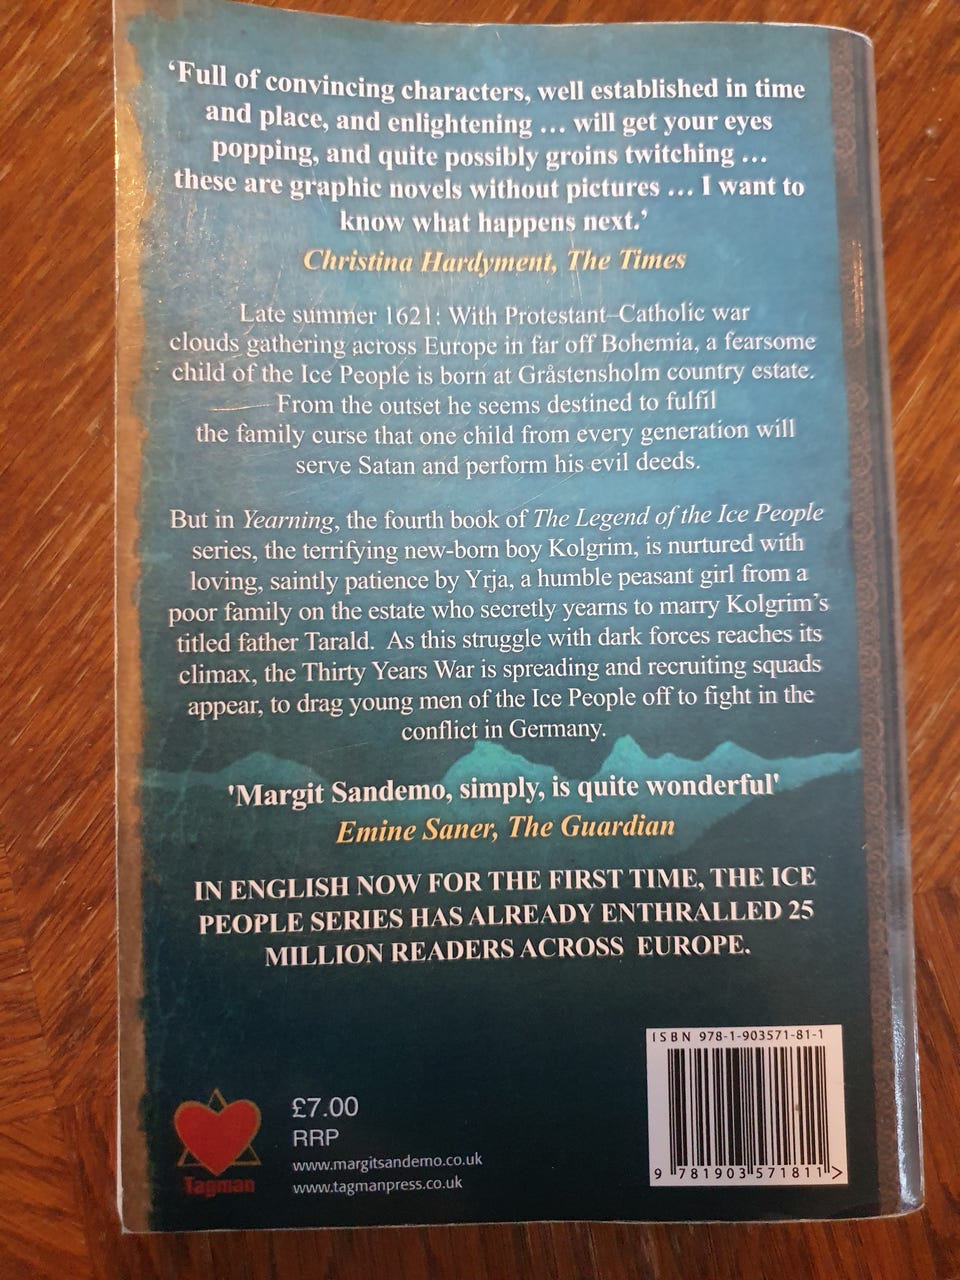 ‘Full of convincing characters, well established in time
and place, and enlightening ... will get your eyes
popping, and quite possibly groins twitching ...
these are graphic novels without pictures ... I want to
know what happens next.’
Christina Hardyment, The Times
Late summer 1621: With Protestant–Catholic war
clouds gathering across Europe in far off Bohemia, a fearsome
child of the Ice People is born at Gråstensholm country estate.
From the outset he seems destined to fulfil
the family curse that one child from every generation will
serve Satan and perform his evil deeds.
But in Yearning, the fourth book of The Legend of the Ice People
series, the terrifying new-born boy Kolgrim, is nurtured with
loving, saintly patience by Yrja, a humble peasant girl from a
poor family on the estate who secretly yearns to marry Kolgrim’s
titled father Tarald. As this struggle with dark forces reaches its
climax, the Thirty Years War is spreading and recruiting squads
appear, to drag young men of the Ice People off to fight in the
conflict in Germany.
'Margit Sandemo, simply, is quite wonderful'
Emine Saner, The Guardian
IN ENGLISH NOW FOR THE FIRST TIME, THE ICE
PEOPLE SERIES HAS ALREADY ENTHRALLED 25
MILLION READERS ACROSS EUROPE.
ISBN 978-1-903571-81-1
9 781903 571811 >
£7.00
RRP
www.margitsandemo.co.uk
www.tagmanpress.co.uk
Tagman